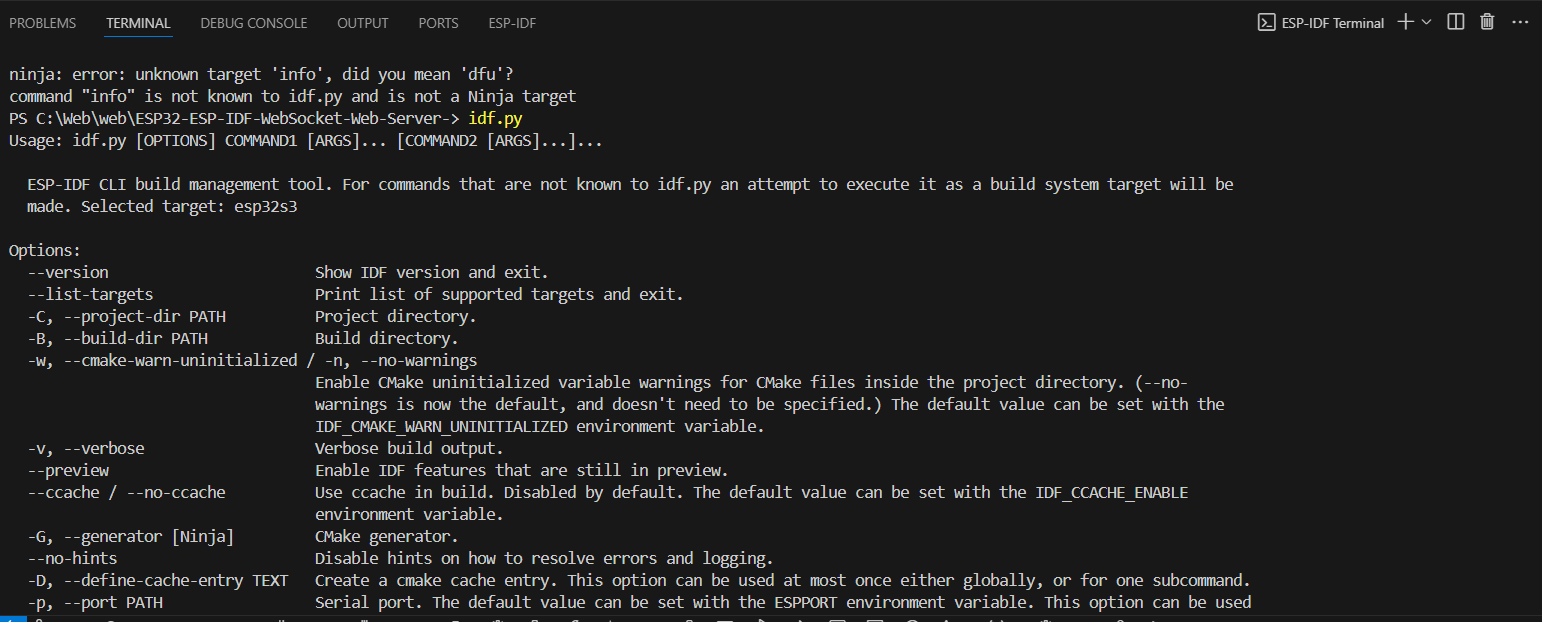 PROBLEMS TERMINAL DEBUG CONSOLE OUTPUT PORTS ESP-IDF ESP-IDF Terminal
ninja: error: unknown target 'info', did you mean 'dfu'?
command "info" is not known to idf.py and is not a Ninja target
PS C:\Web\web\ESP32-ESP-IDF-WebSocket-Web-Server-> idf.py
Usage: idf.py [OPTIONS] COMMAND1 [ARGS]... [COMMAND2 [ARGS]...]...
ESP-IDF CLI build management tool. For commands that are not known to idf.py an attempt to execute it as a build system target will be
made. Selected target: esp32s3
Options:
--version Show IDF version and exit.
--list-targets Print list of supported targets and exit.
-C, --project-dir PATH Project directory.
-B, --build-dir PATH Build directory.
-w, --cmake-warn-uninitialized / -n, --no-warnings
Enable CMake uninitialized variable warnings for CMake files inside the project directory. (--no-
warnings is now the default, and doesn't need to be specified.) The default value can be set with the
IDF_CMAKE_WARN_UNINITIALIZED environment variable.
-v, --verbose Verbose build output.
--preview Enable IDF features that are still in preview.
--ccache / --no-ccache Use ccache in build. Disabled by default. The default value can be set with the IDF_CCACHE_ENABLE
environment variable.
-G, --generator [Ninja] CMake generator.
--no-hints Disable hints on how to resolve errors and logging.
-D, --define-cache-entry TEXT Create a cmake cache entry. This option can be used at most once either globally, or for one subcommand.
-p, --port PATH Serial port. The default value can be set with the ESPPORT environment variable. This option can be used